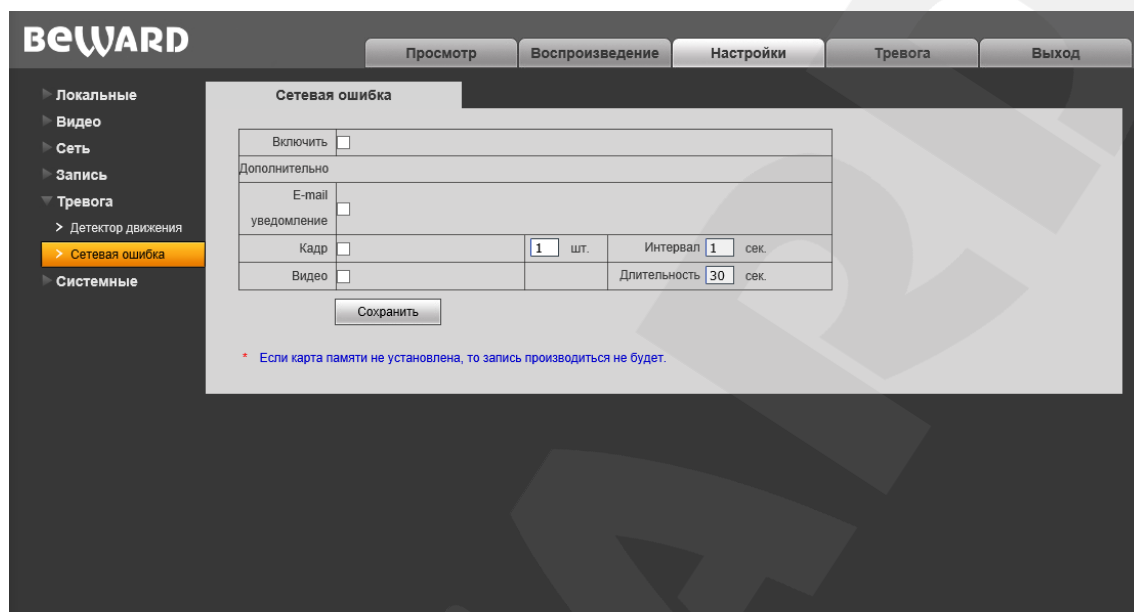 BEWARD
Просмотр Воспроизведение Настройки Тревога Выход
Локальные
Видео
Сеть
Запись
Тревога
> Детектор движения
> Сетевая ошибка
Системные
Сетевая ошибка
Включить
Дополнительно
E-mail
уведомление
Кадр 1 шт. Интервал 1 сек.
Видео Длительность 30 сек.
Сохранить
* Если карта памяти не установлена, то запись производиться не будет.